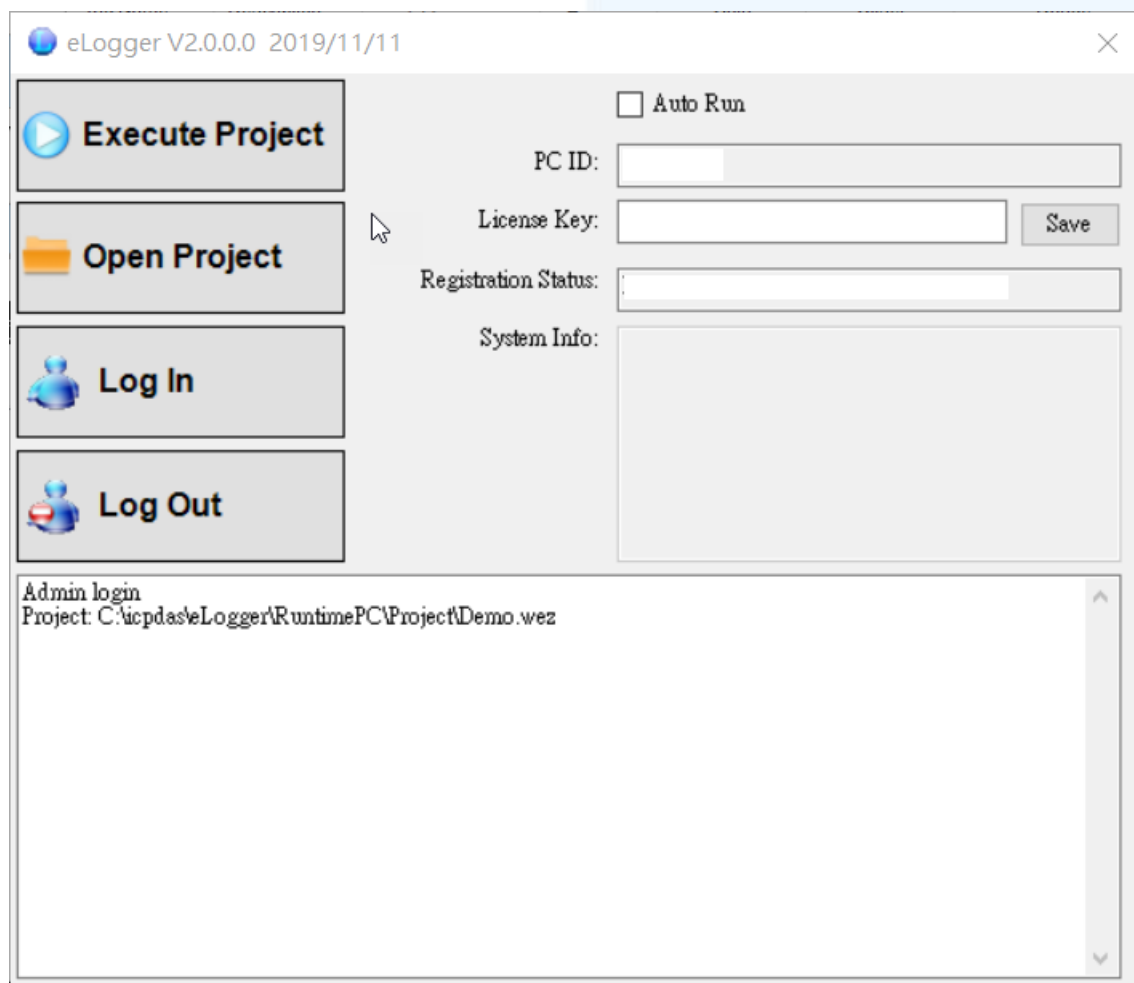 eLogger V2.0.0.0 2019/11/11
Execute Project
Open Project
Log In
Log Out
Auto Run
PC ID:
License Key:
Save
Registration Status:
System Info:
Admin login
Project: C:\icpdas\eLogger\RuntimePC\Project\Demo.wez